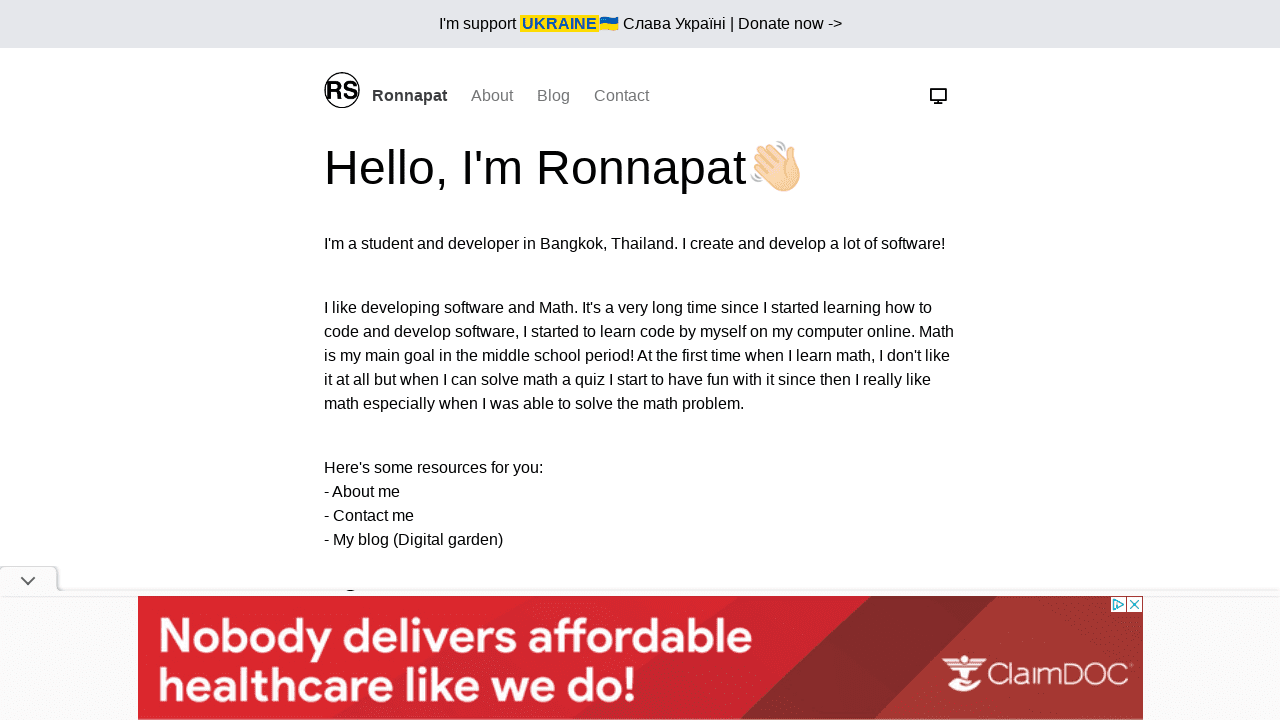 I'm support UKRAINE🇺🇦 Слава Україні | Donate now ->
RS Ronnapat About Blog Contact
Hello, I'm Ronnapat👋🏻
I'm a student and developer in Bangkok, Thailand. I create and develop a lot of software!
I like developing software and Math. It's a very long time since I started learning how to
code and develop software, I started to learn code by myself on my computer online. Math
is my main goal in the middle school period! At the first time when I learn math, I don't like
it at all but when I can solve math a quiz I start to have fun with it since then I really like
math especially when I was able to solve the math problem.
Here's some resources for you:
- About me
- Contact me
- My blog (Digital garden)
Nobody delivers affordable
healthcare like we do!
ClaimDOC